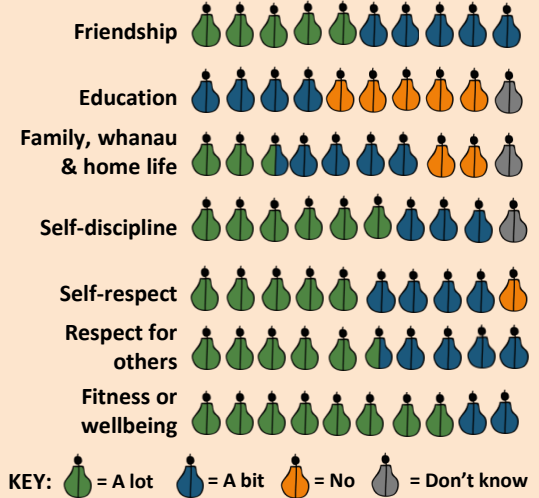 Friendship
Education
Family, whanau
& home life
Self-discipline
Self-respect
Respect for
others
Fitness or
wellbeing
KEY: = A lot = A bit = No = Don't know